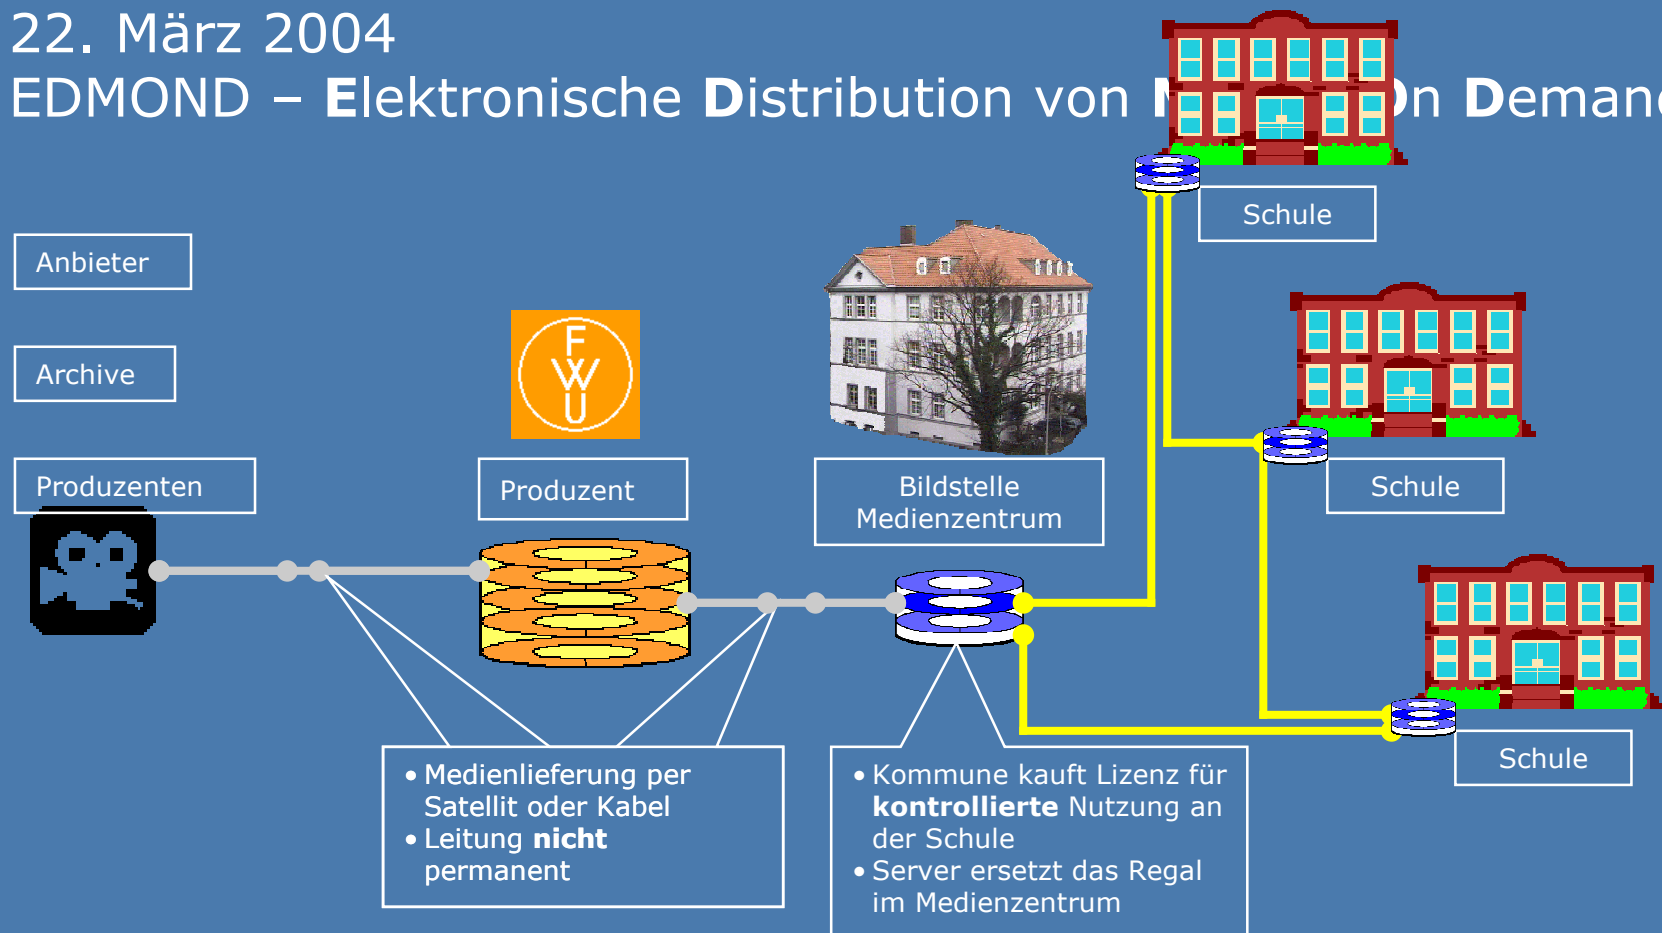 22. März 2004
EDMOND – Elektronische Distribution von On Demand
Anbieter
Archive
Produzenten
FWU
Produzent
Bildstelle
Medienzentrum
Schule
Schule
Schule
• Medienlieferung per
Satellit oder Kabel
• Leitung nicht
permanent
• Kommune kauft Lizenz für
kontrollierte Nutzung an
der Schule
• Server ersetzt das Regal
im Medienzentrum